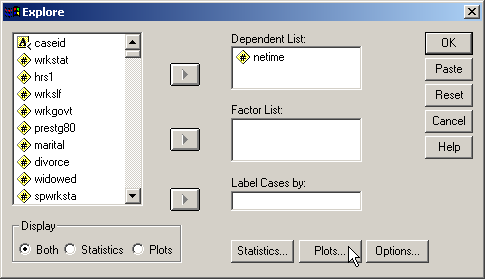 Explore
caseid
wrkstat
hrs1
wrkslf
wrkgovt
prestg80
marital
divorce
widowed
spwrksta
Dependent List:
netime
Factor List:
Label Cases by:
OK
Paste
Reset
Cancel
Help
Display
Both
Statistics
Plots
Statistics...
Plots...
Options...